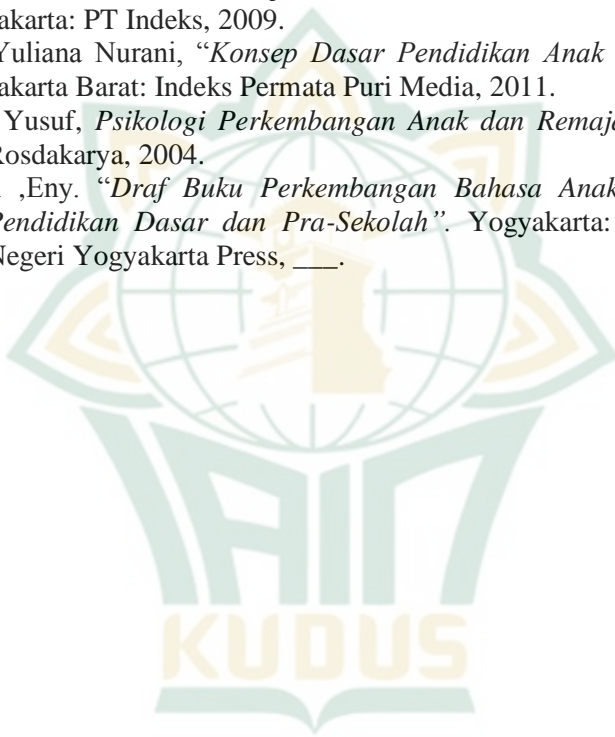 akarta: PT Indeks, 2009.
Yuliana Nurani, “Konsep Dasar Pendidikan Anak
akarta Barat: Indeks Permata Puri Media, 2011.
Yusuf, Psikologi Perkembangan Anak dan Remaj
Rosdakarya, 2004.
,Eny. “Draf Buku Perkembangan Bahasa Anak
Pendidikan Dasar dan Pra-Sekolah”. Yogyakarta:
Negeri Yogyakarta Press, ___.
IAIN
KUDUS